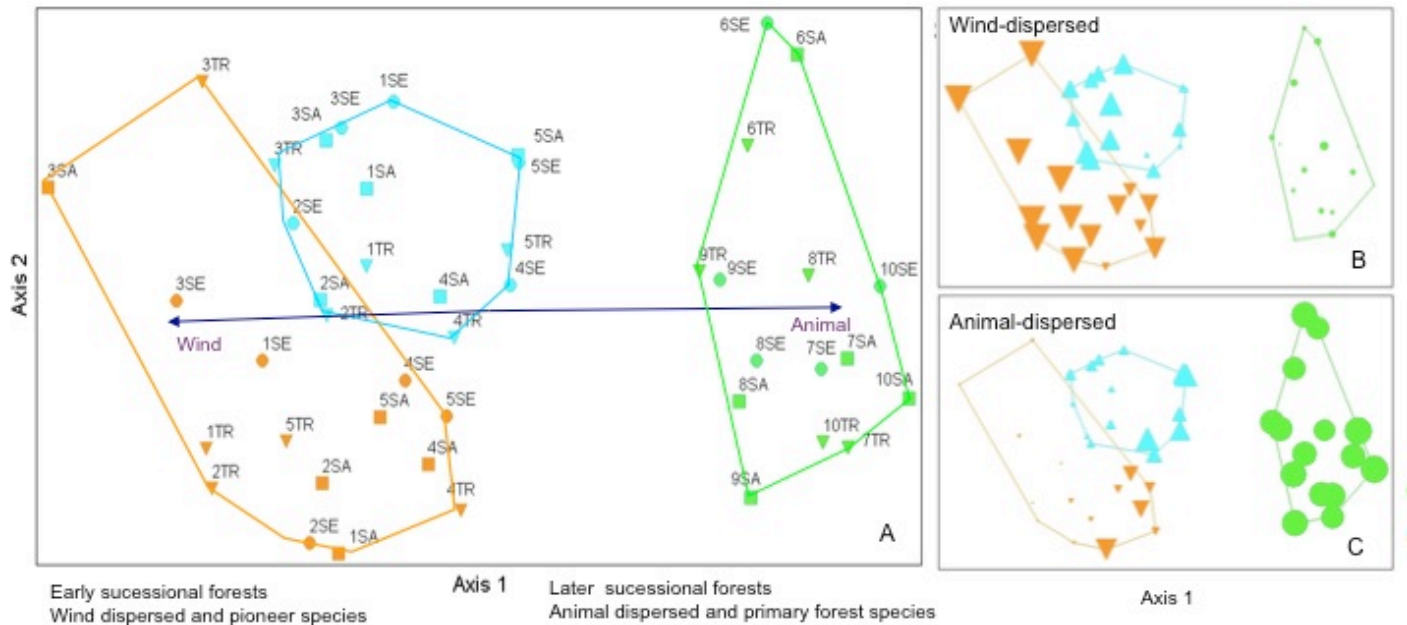 6SE
6SA
3TR
1SE
3SE
3SA
6TR
5SA
3TR
5SE
3SA
1SA
2SE
1TR
5TR
9TR
8TR
4SE
9SE
10SE
2SA
4SA
3SE
2TR
4TR
Wind
Animal
1SE
8SE
7SE
7SA
4SE
8SA
10SA
5SA
5SE
1TR
5TR
10TR
7TR
4SA
2TR
2SA
9SA
4TR
2SE
1SA
A
Axis 2
Axis 1
Wind-dispersed
B
Animal-dispersed
C
Axis 1
Early sucessional forests
Wind dispersed and pioneer species
Later sucessional forests
Animal dispersed and primary forest species